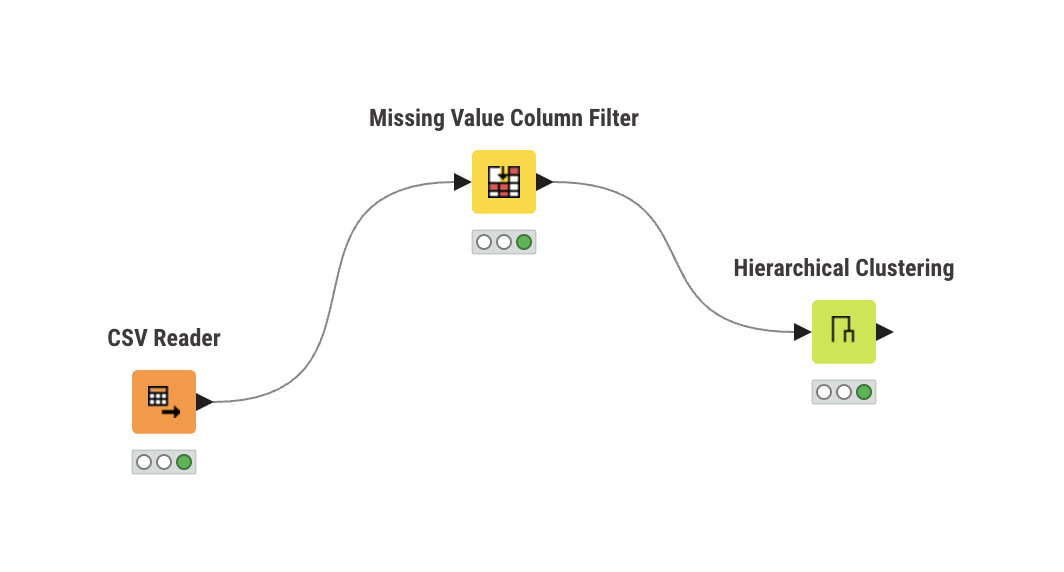 Missing Value Column Filter
Hierarchical Clustering
CSV Reader